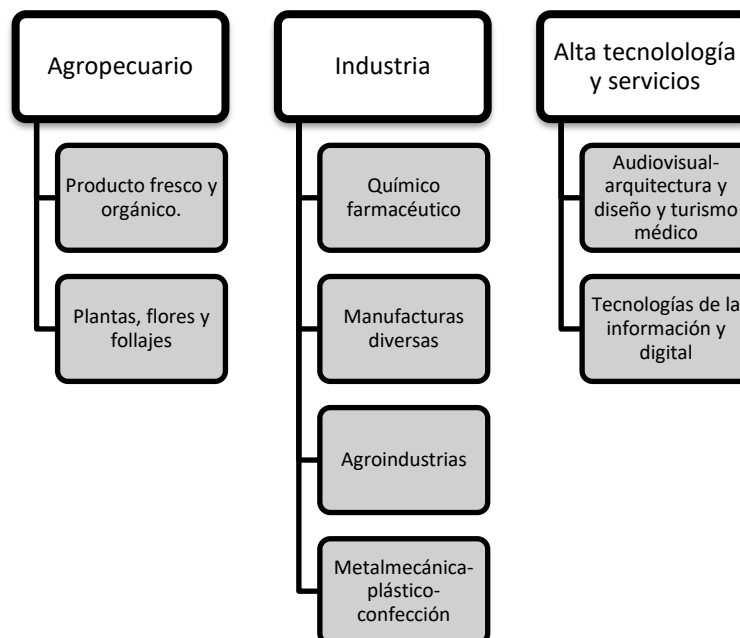 Agropecuario
Producto fresco y
orgánico.
Plantas, flores y
follajes
Industria
Químico
farmacéutico
Manufacturas
diversas
Agroindustrias
Metalmecánica-
plástico-
confección
Alta tecnolología
y servicios
Audiovisual-
arquitectura y
diseño y turismo
médico
Tecnologías de la
información y
digital